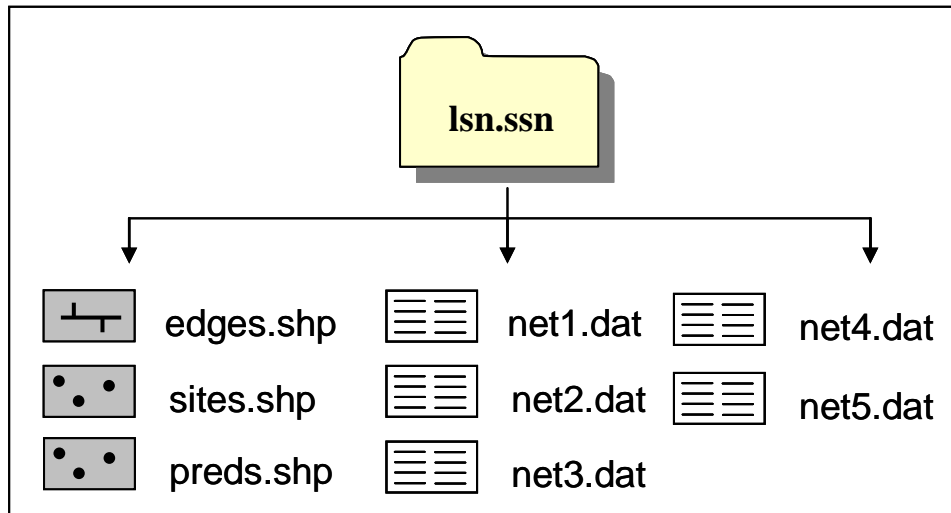 lsn.ssn
edges.shp
sites.shp
preds.shp
net1.dat
net2.dat
net3.dat
net4.dat
net5.dat